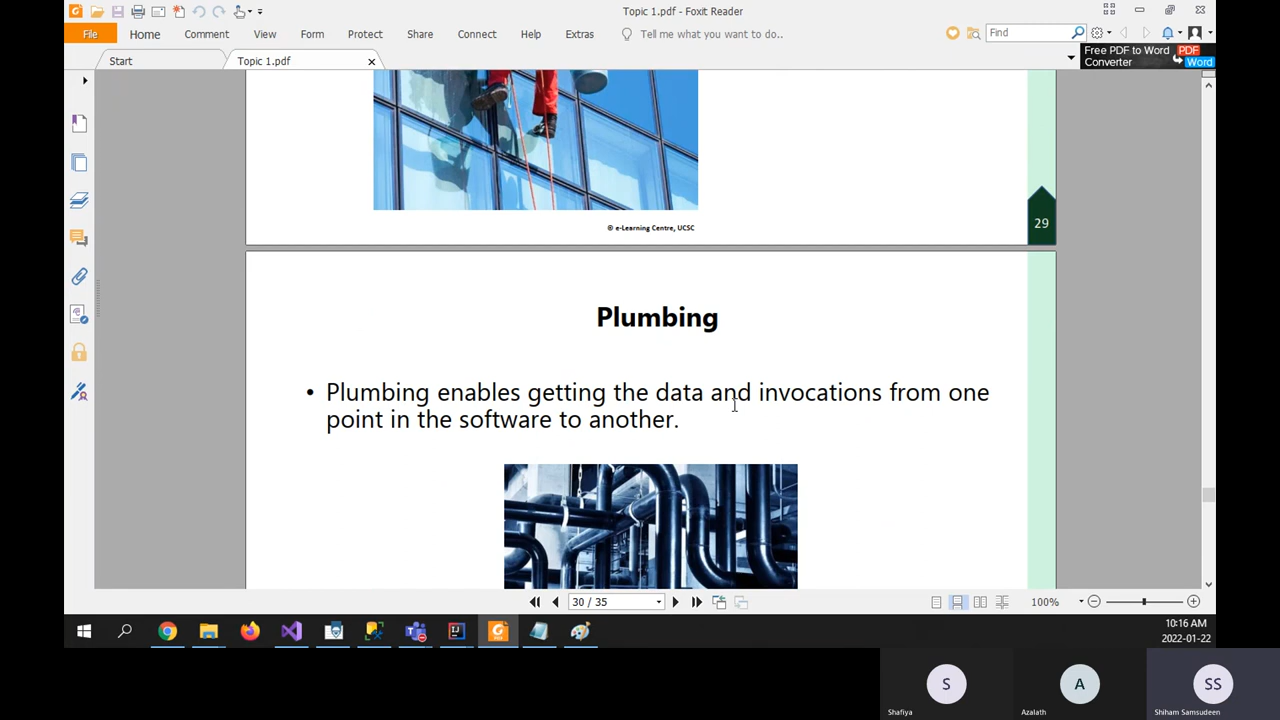 Topic 1.pdf - Foxit Reader
File Home Comment View Form Protect Share Connect Help Extras Tell me what you want to do.. Find
Start Topic 1.pdf
Free PDF to Word PDF
Converter Word
© e-Learning Centre, UCSC
29
Plumbing
• Plumbing enables getting the data and invocations from one
point in the software to another.
30 / 35 100%
10:16 AM
2022-01-22
S A SS
Shafiya Azalath Shiham Samsudeen